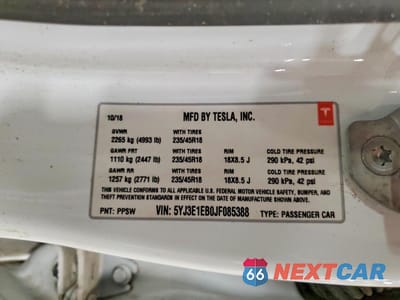 10/18 MFD BY TESLA, INC.
GVWR WITH TIRES
2265 kg (4993 lb) 235/45R18
GAWR FRT WITH TIRES RIMS COLD TIRE PRESSURE
1110 kg (2447 lb) 235/45R18 18X8.5 J 290 kPa, 42 psi
GAWR RR WITH TIRES RIMS COLD TIRE PRESSURE
1257 kg (2771 lb) 235/45R18 18X8.5 J 290 kPa, 42 psi
THIS VEHICLE CONFORMS TO ALL APPLICABLE U.S. FEDERAL MOTOR VEHICLE SAFETY, BUMPER, AND
THEFT PREVENTION STANDARDS IN EFFECT ON THE DATE OF MANUFACTURE SHOWN ABOVE.
PNT: PPSW VIN: 5YJ3E1EB0JF085388 TYPE: PASSENGER CAR
66 NEXTCAR